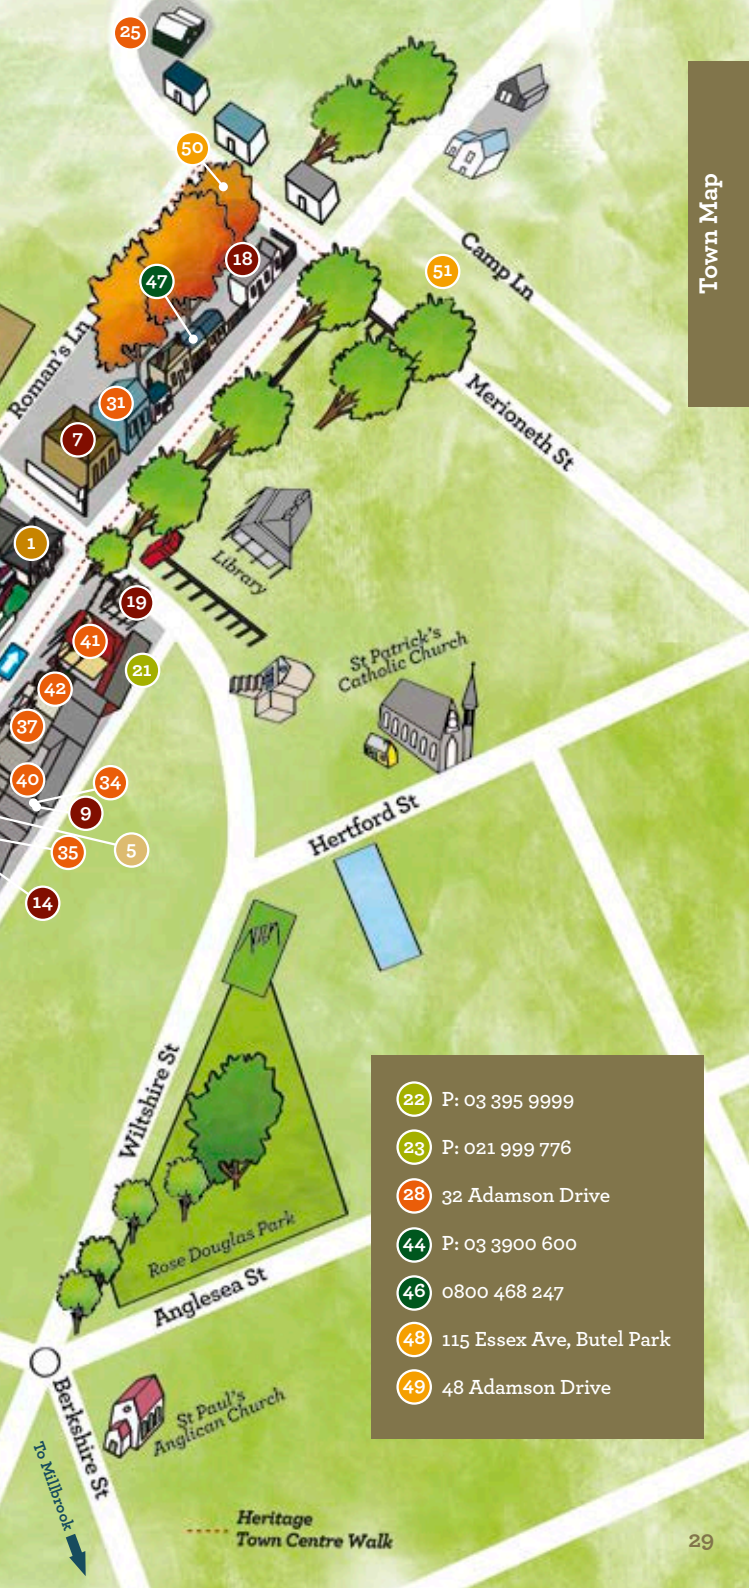 25
50
Town Map
18
51
Camp Ln
47
Roman's Ln
31
7
Merioneth St
1
Library
19
41
21
St Patrick's
Catholic Church
42
37
40
34
9
35
5
Hertford St
14
Wiltshire St
22 P: 03 395 9999
23 P: 021 999 776
28 32 Adamson Drive
44 P: 03 3900 600
46 0800 468 247
48 115 Essex Ave, Butel Park
49 48 Adamson Drive
Rose Douglas Park
Anglesea St
St Paul's
Anglican Church
Berkshire St
To Millbrook
Heritage
Town Centre Walk
29